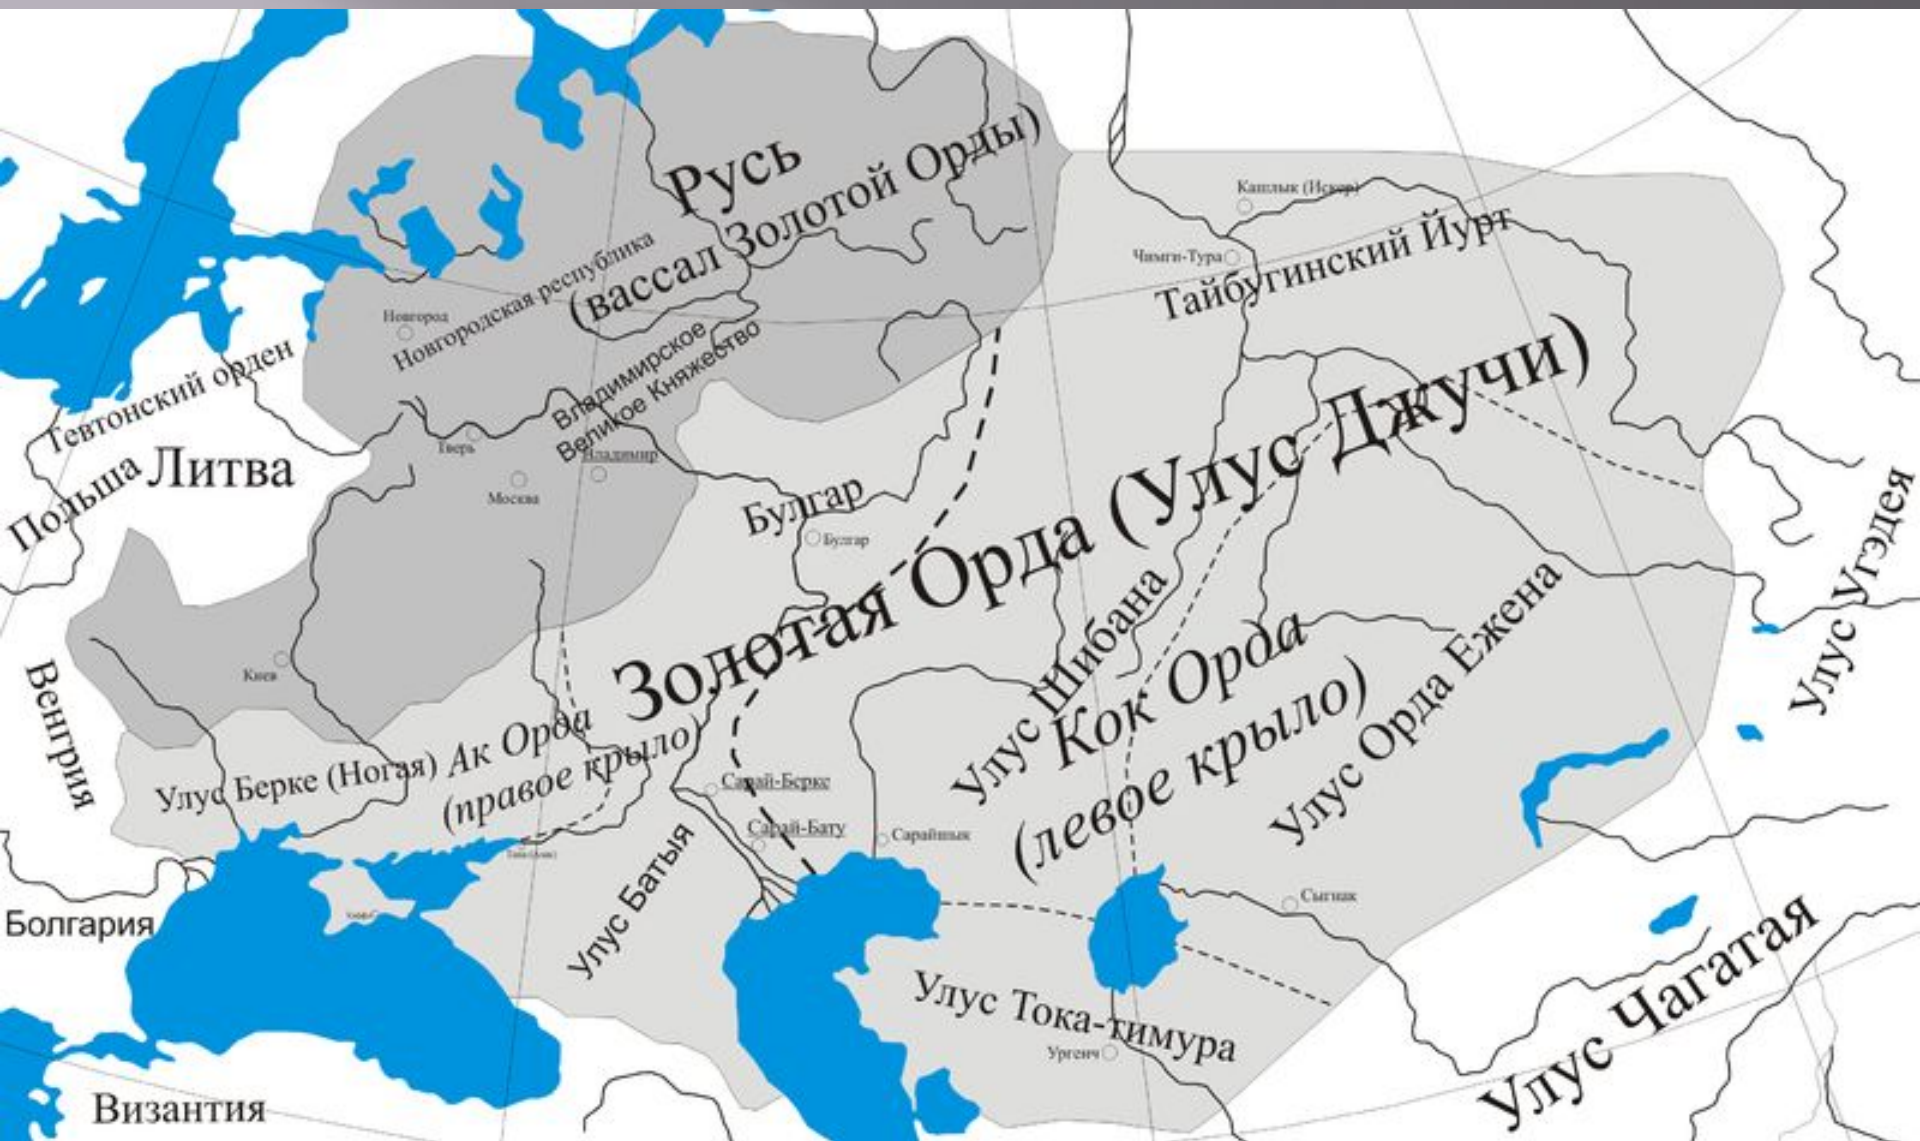 Русь
(вассал Золотой Орды)
Новгородская республика
Новгород
Владимирское
Великое Княжество
Тверь
Владимир
Москва
Киев
Тевтонский орден
Польша
Литва
Венгрия
Болгария
Византия
Кашлык (Искер)
Чимги-Тура
Тайбугинский Йурт
Золотая Орда (Улус Джучи)
Булгар
Булгар
Улус Берке (Ногая)
Ак Орда
(правое крыло)
Сарай-Берке
Сарай-Бату
Сарайшык
Улус Батыя
Улус Шибана
Кок Орда
(левое крыло)
Улус Орда Ежена
Сыгнак
Улус Тока-тимура
Ургенч
Улус Угэдея
Улус Чагатая